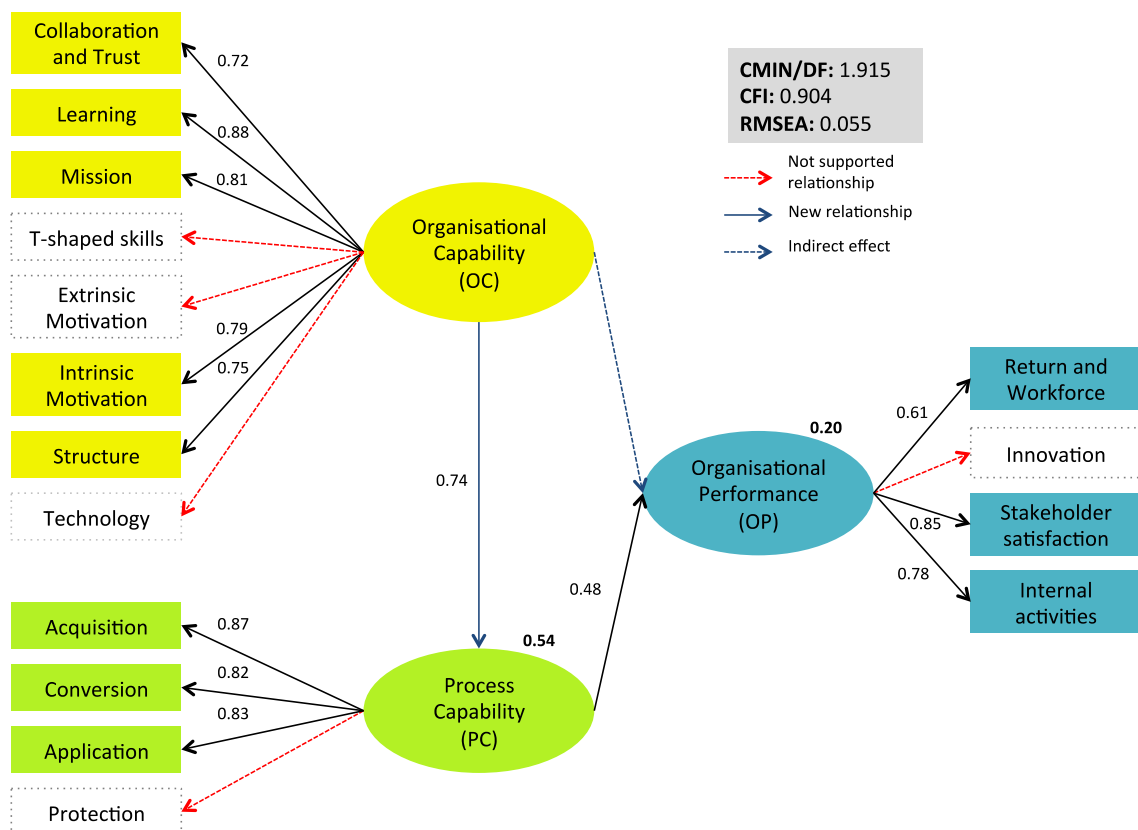 Collaboration
and Trust
Learning
Mission
T-shaped skills
Extrinsic
Motivation
Intrinsic
Motivation
Structure
Technology
0.72
0.88
0.81
0.79
0.75
Organisational
Capability
(OC)
CMIN/DF: 1.915
CFI: 0.904
RMSEA: 0.055
Not supported
relationship
New relationship
Indirect effect
0.74
0.48
0.20
Organisational
Performance
(OP)
0.61
0.85
0.78
Return and
Workforce
Innovation
Stakeholder
satisfaction
Internal
activities
Acquisition
Conversion
Application
Protection
0.87
0.82
0.83
0.54
Process
Capability
(PC)